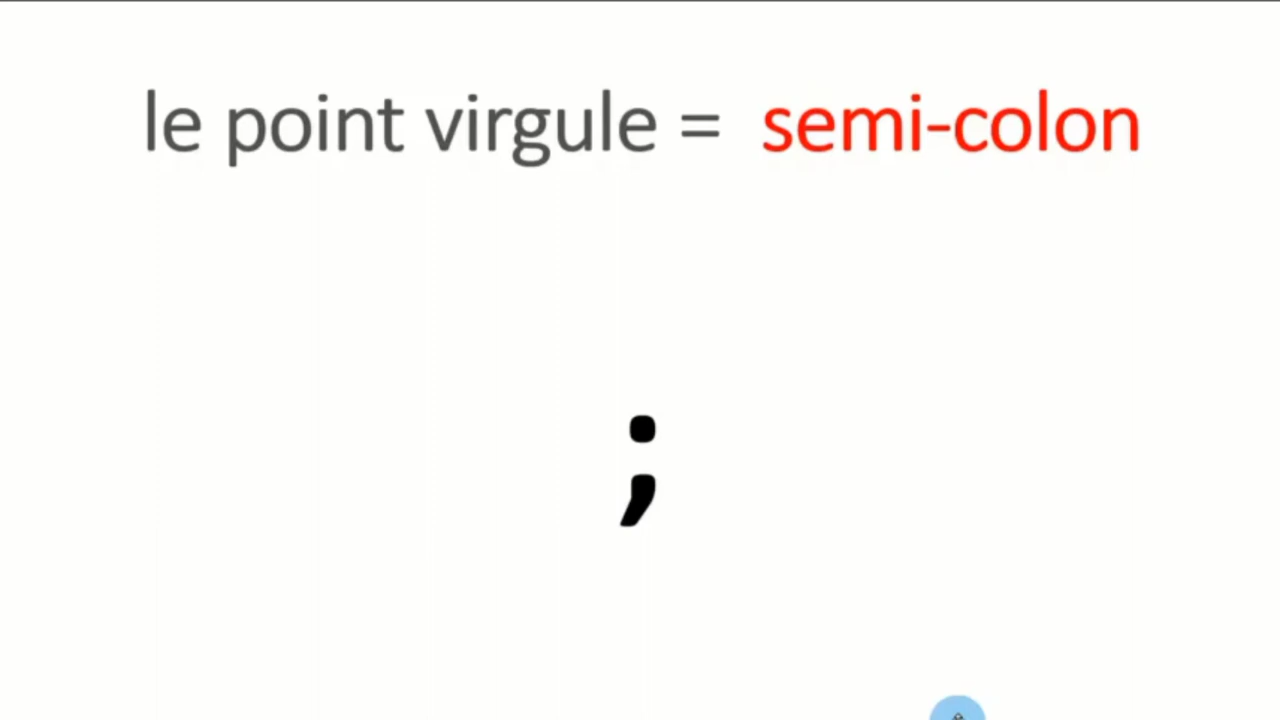 le point virgule = semi-colon
;